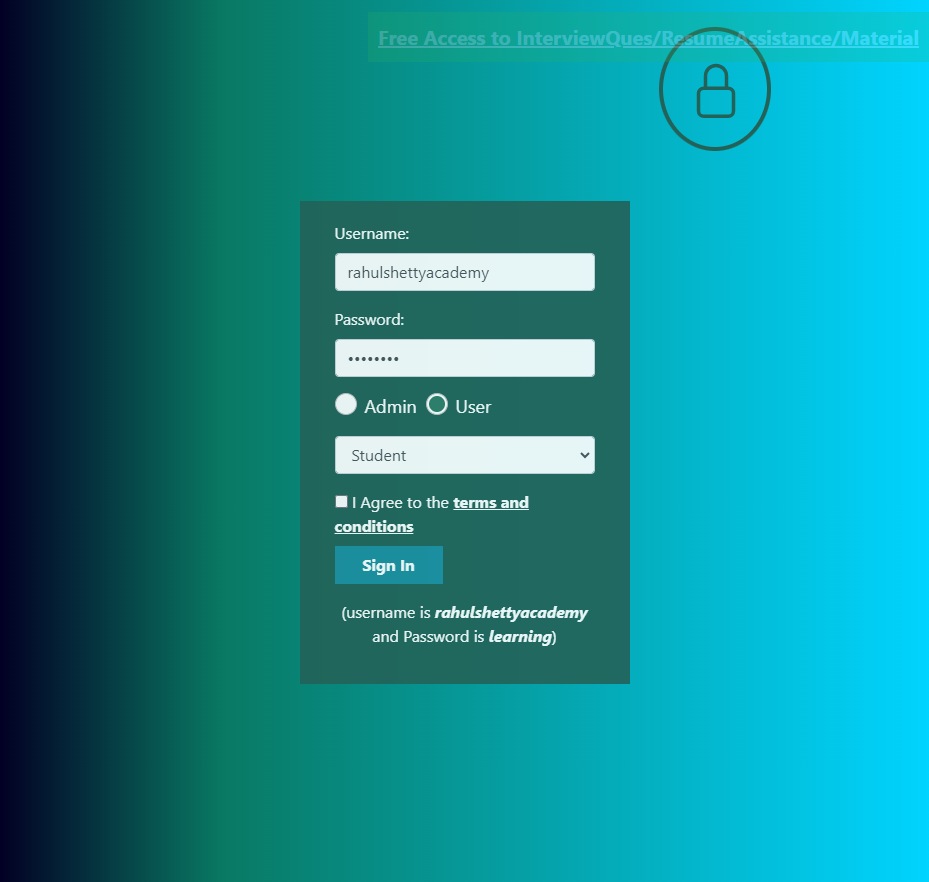 Free Access to InterviewQues/ResumeAssistance/Material
Username:
rahulshettyacademy
Password:
••••••••
Admin User
Student
I Agree to the terms and
conditions
Sign In
(username is rahulshettyacademy
and Password is learning)